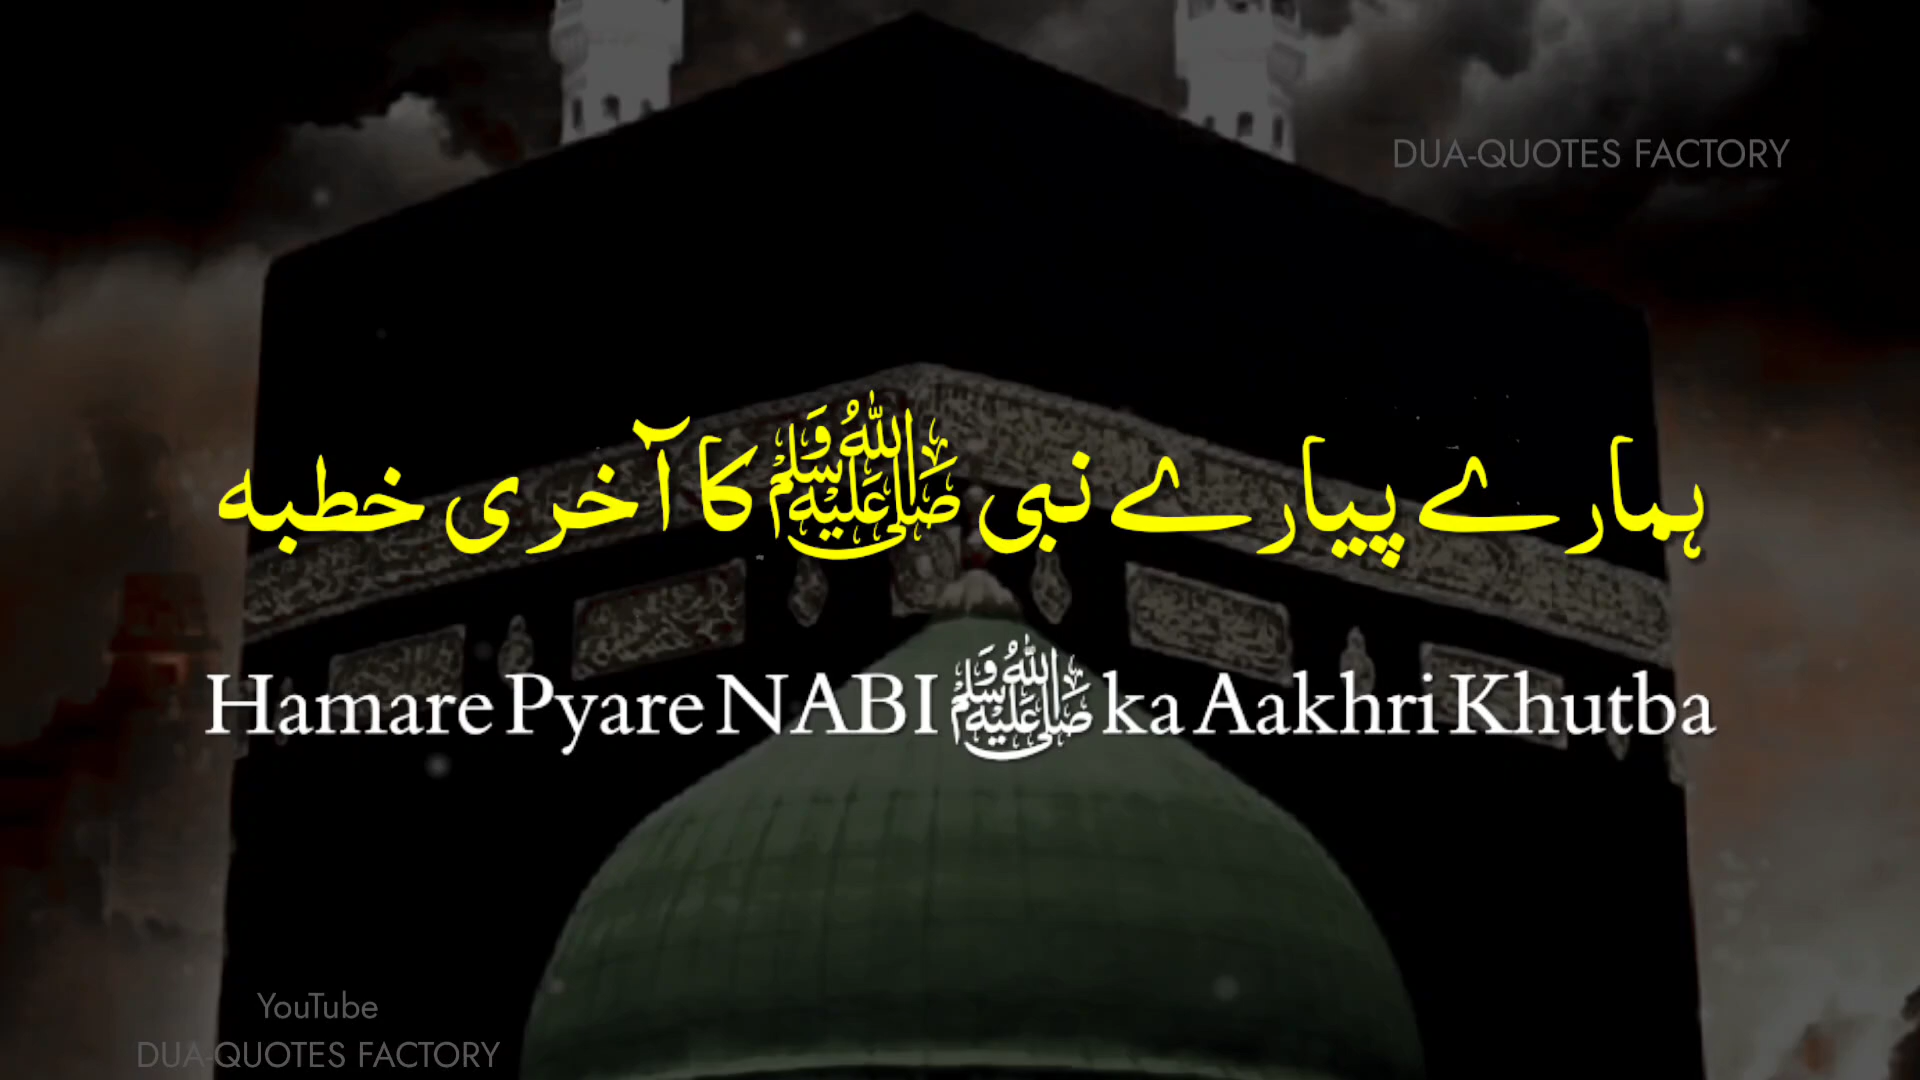 DUA-QUOTES FACTORY
ہمارے پیارے نبی ﷺ کا آخری خطبہ
Hamare Pyare NABI ﷺ ka Aakhri Khutba
YouTube
DUA-QUOTES FACTORY